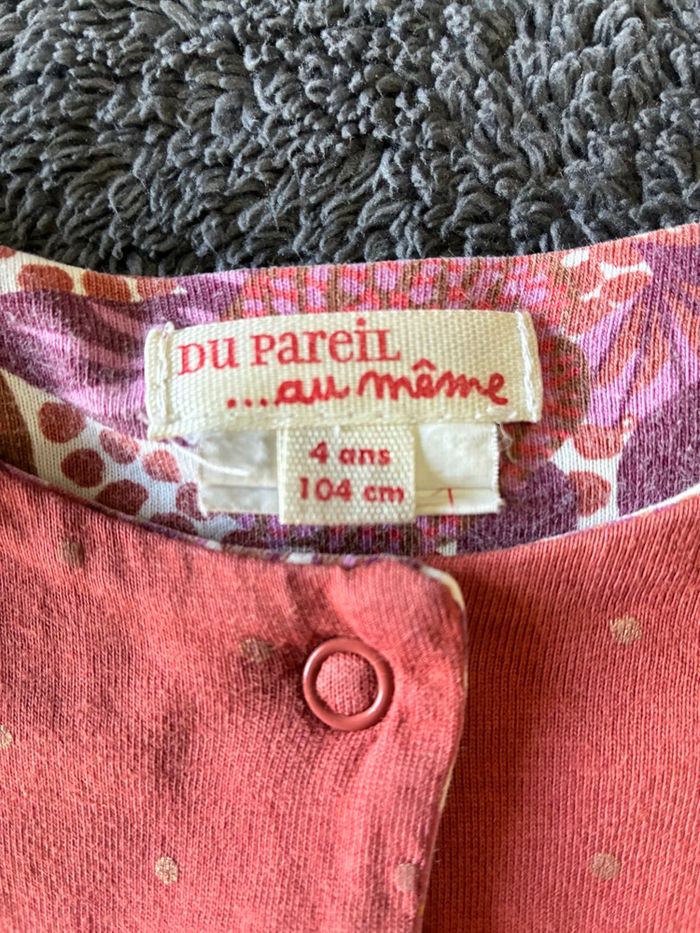 DU PAREIL
...au même
4 ans
104 cm